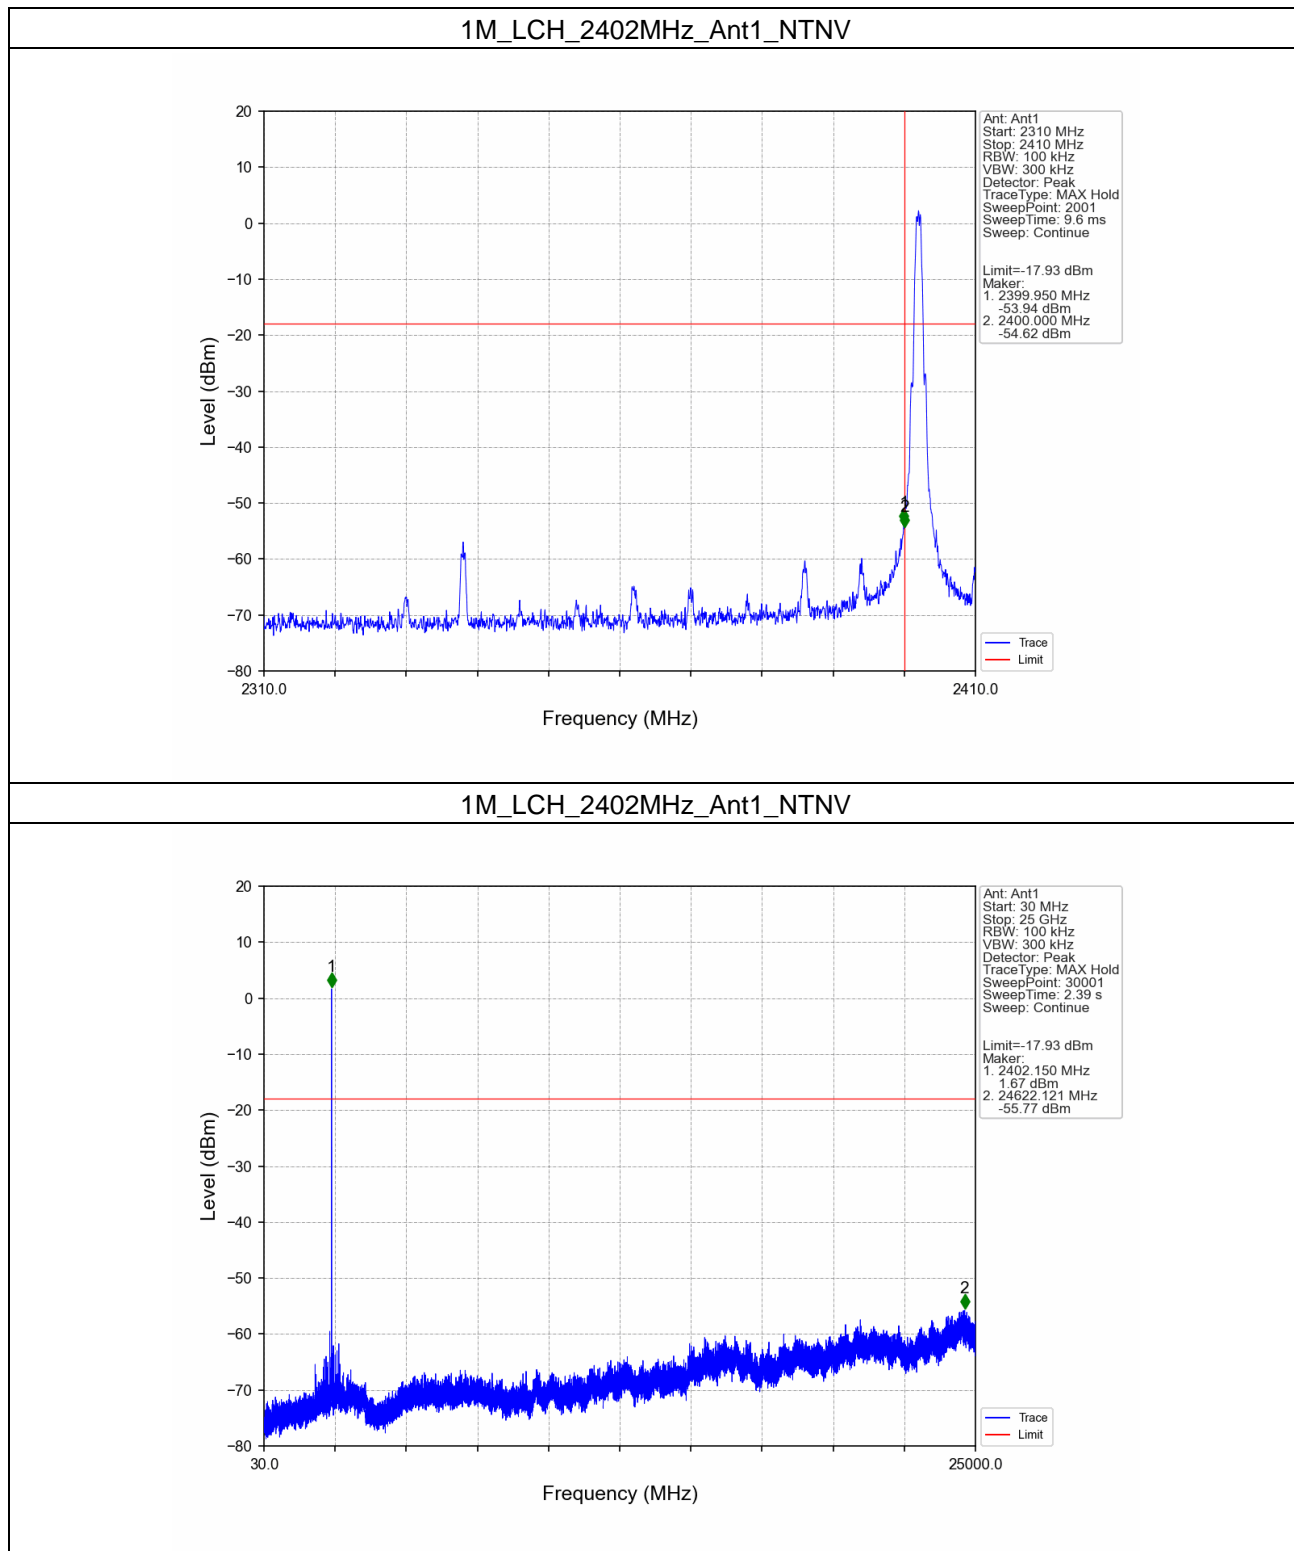 1M_LCH_2402MHz_Ant1_NTNV
20
10
0
−10
−20
−30
−40
−50
−60
−70
−80
Level (dBm)
1
2
2310.0
2410.0
Frequency (MHz)
Ant: Ant1
Start: 2310 MHz
Stop: 2410 MHz
RBW: 100 kHz
VBW: 300 kHz
Detector: Peak
TraceType: MAX Hold
SweepPoint: 2001
SweepTime: 9.6 ms
Sweep: Continue
Limit=-17.93 dBm
Maker:
1. 2399.950 MHz
-53.94 dBm
2. 2400.000 MHz
-54.62 dBm
Trace
Limit
1M_LCH_2402MHz_Ant1_NTNV
20
10
0
−10
−20
−30
−40
−50
−60
−70
−80
Level (dBm)
1
2
30.0
25000.0
Frequency (MHz)
Ant: Ant1
Start: 30 MHz
Stop: 25 GHz
RBW: 100 kHz
VBW: 300 kHz
Detector: Peak
TraceType: MAX Hold
SweepPoint: 30001
SweepTime: 2.39 s
Sweep: Continue
Limit=-17.93 dBm
Maker:
1. 2402.150 MHz
1.67 dBm
2. 24622.121 MHz
-55.77 dBm
Trace
Limit